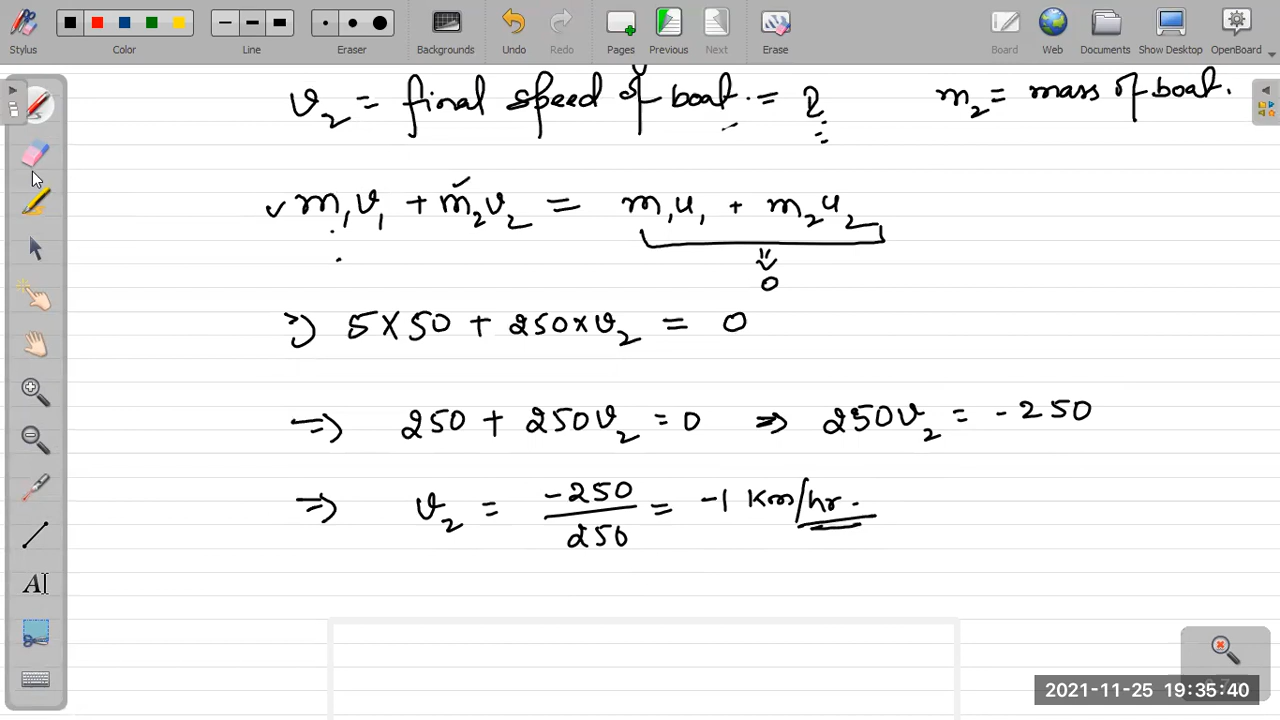 Stylus Color Line Eraser Backgrounds Undo Redo Pages Previous Next Erase Board Web Documents Show Desktop OpenBoard
v₂ = final speed of boat. = ? m₂ = mass of boat.
m₁v₁ + m₂v₂ = m₁u₁ + m₂u₂
0
⇒ 5×50 + 250×v₂ = 0
⇒ 250 + 250v₂ = 0 ⇒ 250v₂ = -250
⇒ v₂ = -250/250 = -1 Km/hr.
2021-11-25 19:35:40